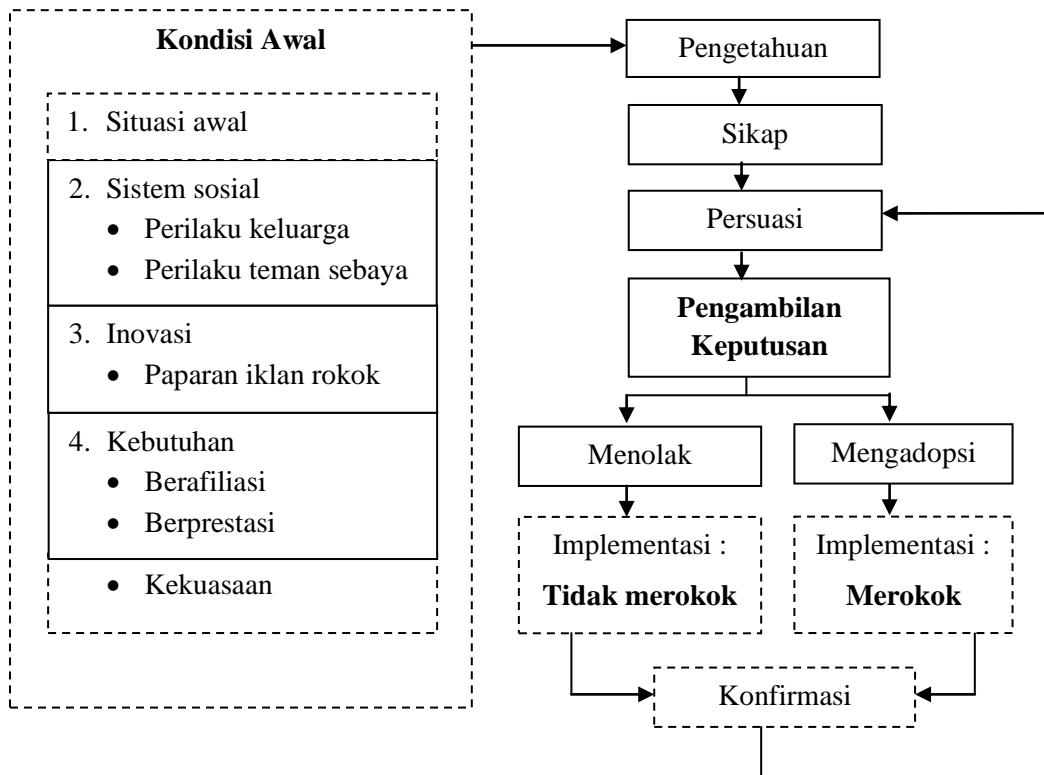 Kondisi Awal
1. Situasi awal
2. Sistem sosial
• Perilaku keluarga
• Perilaku teman sebaya
3. Inovasi
• Paparan iklan rokok
4. Kebutuhan
• Berafiliasi
• Berprestasi
• Kekuasaan
Pengetahuan
Sikap
Persuasi
Pengambilan
Keputusan
Menolak
Mengadopsi
Implementasi :
Tidak merokok
Implementasi :
Merokok
Konfirmasi